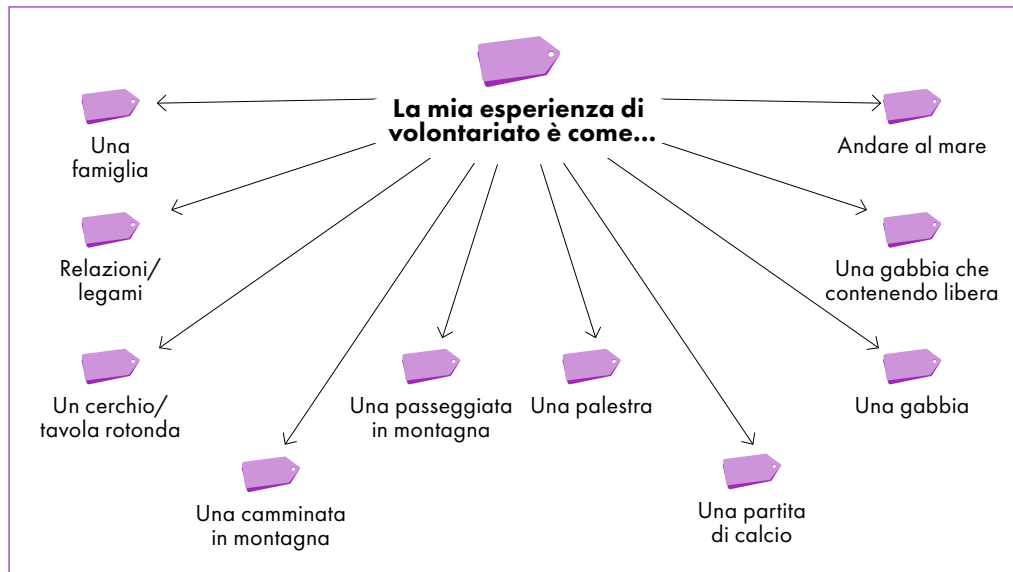 La mia esperienza di
volontariato è come...
Una
famiglia
Andare al mare
Relazioni/
legami
Una gabbia che
contenendo libera
Un cerchio/
tavola rotonda
Una passeggiata
in montagna
Una palestra
Una gabbia
Una camminata
in montagna
Una partita
di calcio